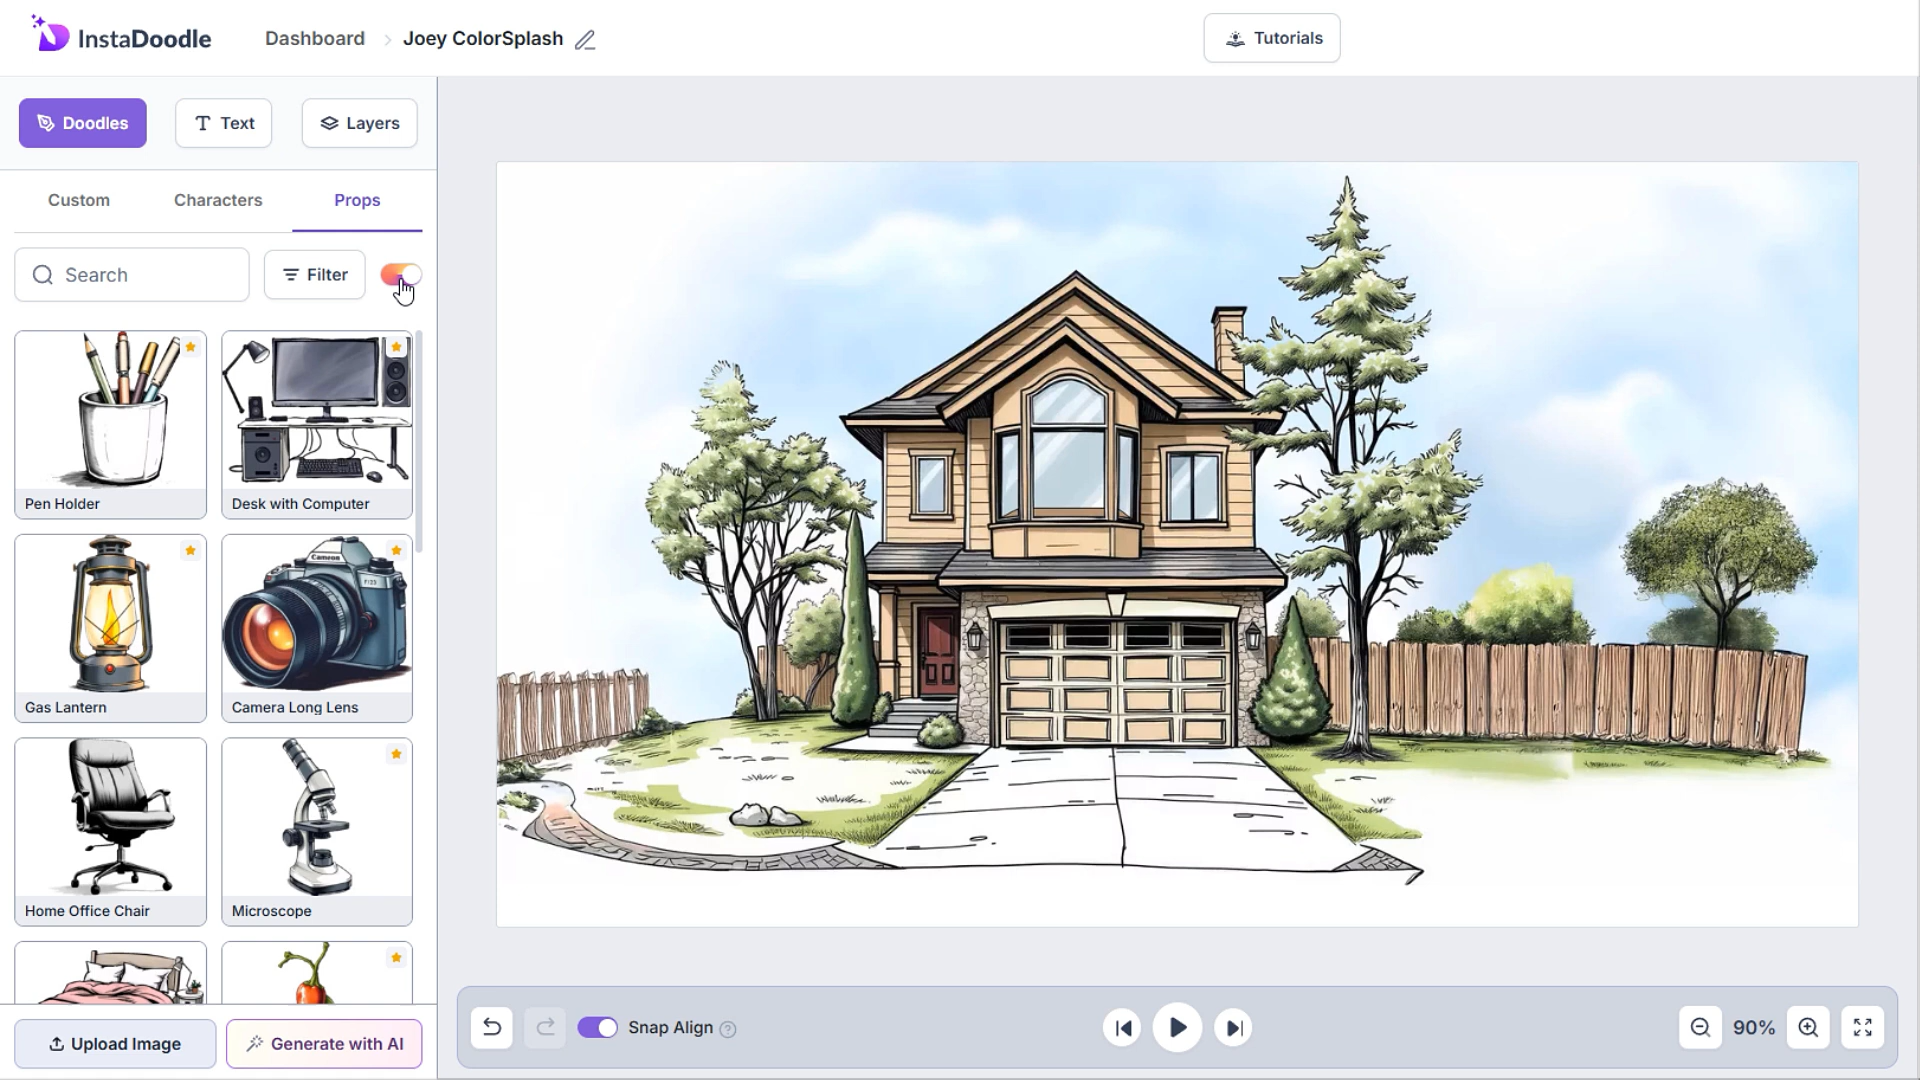 InstaDoodle
Dashboard
Joey ColorSplash
Tutorials
Doodles
Text
Layers
Custom
Characters
Props
Search
Filter
Pen Holder
Desk with Computer
Cameon
Gas Lantern
Camera Long Lens
Home Office Chair
Microscope
Upload Image
Generate with AI
Snap Align
90%